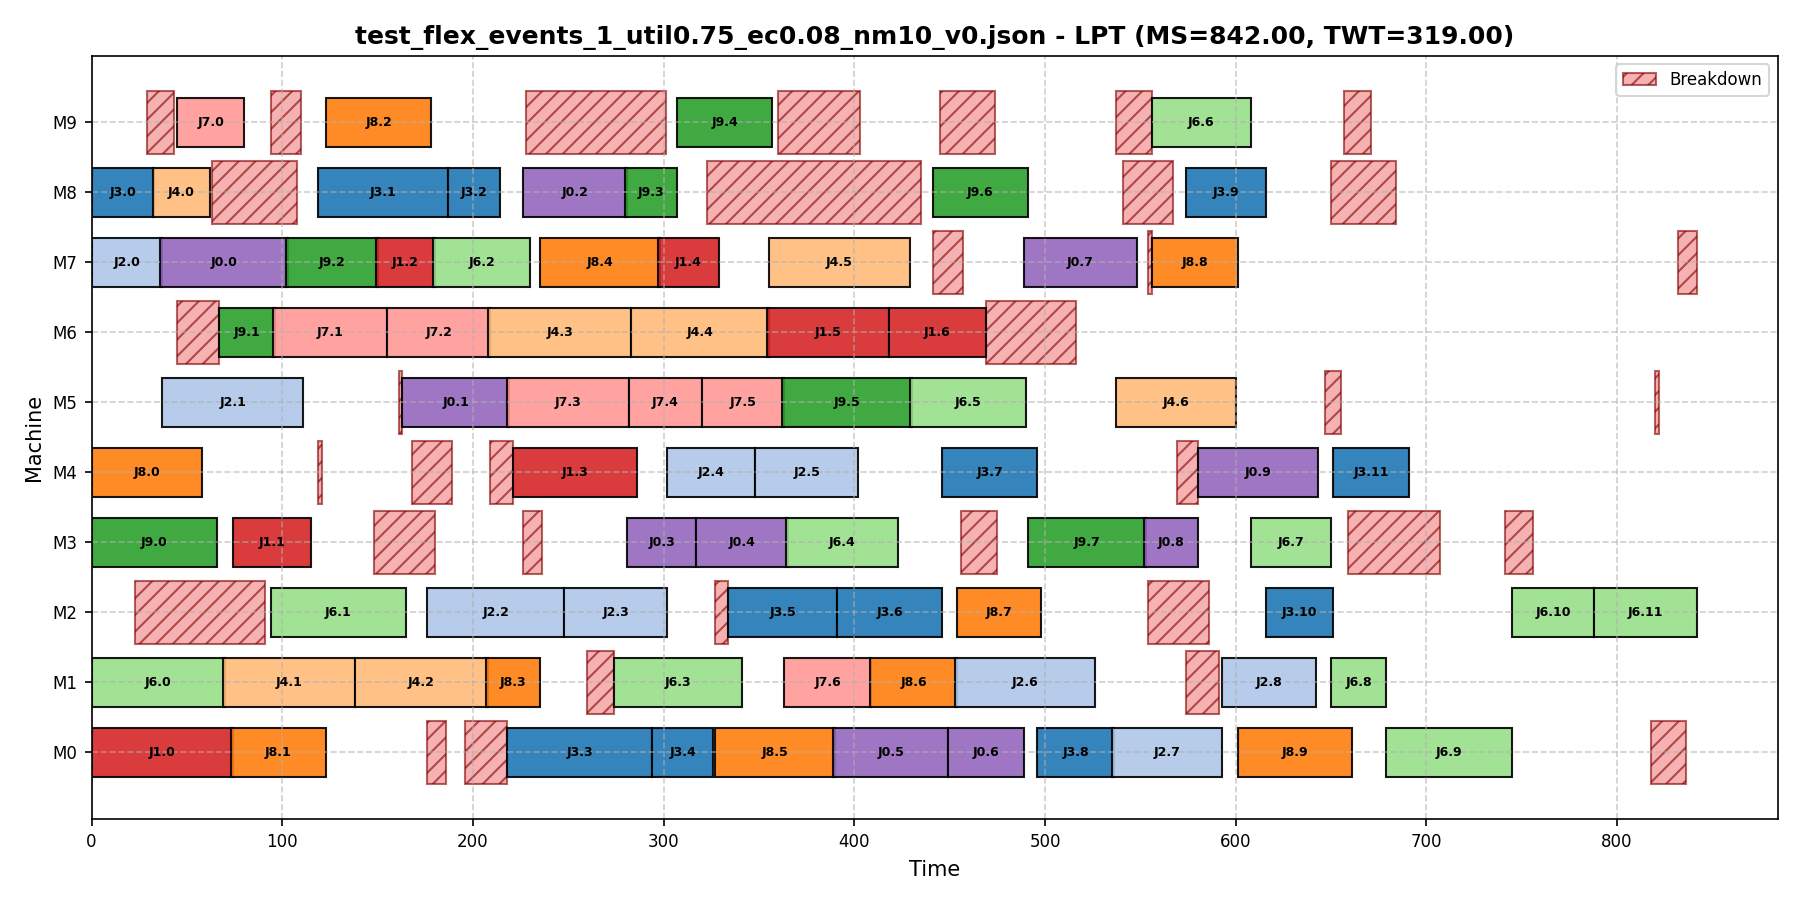 test_flex_events_1_util0.75_ec0.08_nm10_v0.json - LPT (MS=842.00, TWT=319.00)
Breakdown
M9 J7.0 J8.2 J9.4 J6.6
M8 J3.0 J4.0 J3.1 J3.2 J0.2 J9.3 J9.6 J3.9
M7 J2.0 J0.0 J9.2 J1.2 J6.2 J8.4 J1.4 J4.5 J0.7 J8.8
M6 J9.1 J7.1 J7.2 J4.3 J4.4 J1.5 J1.6
M5 J2.1 J0.1 J7.3 J7.4 J7.5 J9.5 J6.5 J4.6
M4 J8.0 J1.3 J2.4 J2.5 J3.7 J0.9 J3.11
M3 J9.0 J1.1 J0.3 J0.4 J6.4 J9.7 J0.8 J6.7
M2 J6.1 J2.2 J2.3 J3.5 J3.6 J8.7 J3.10 J6.10 J6.11
M1 J6.0 J4.1 J4.2 J8.3 J6.3 J7.6 J8.6 J2.6 J2.8 J6.8
M0 J1.0 J8.1 J3.3 J3.4 J8.5 J0.5 J0.6 J3.8 J2.7 J8.9 J6.9
0 100 200 300 400 500 600 700 800
Time
Machine